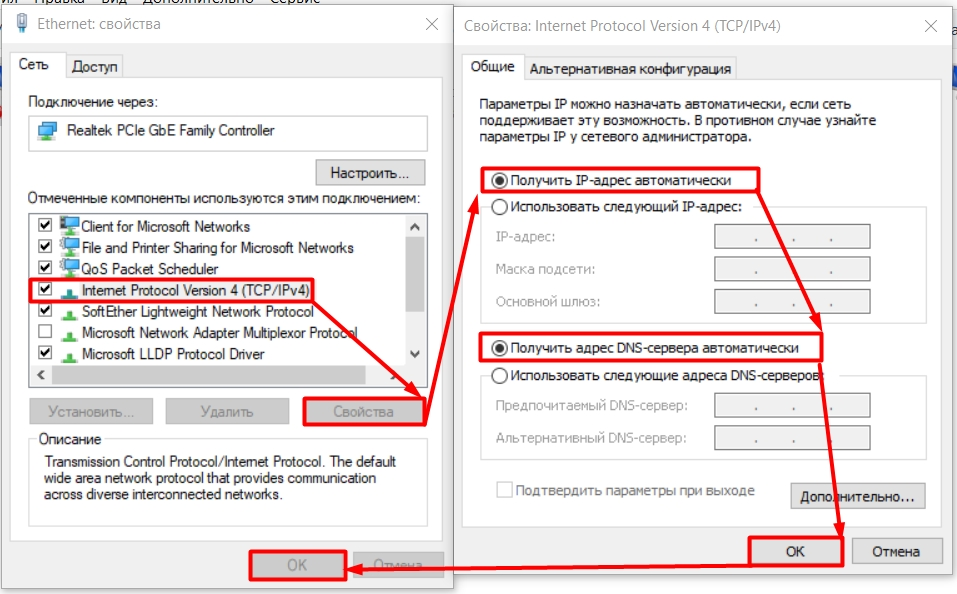 Правка Вид Дополнительно Сервис
Ethernet: свойства
Сеть
Доступ
Подключение через:
Realtek PCIe GbE Family Controller
Настроить...
Отмеченные компоненты используются этим подключением:
Client for Microsoft Networks
File and Printer Sharing for Microsoft Networks
QoS Packet Scheduler
Internet Protocol Version 4 (TCP/IPv4)
SoftEther Lightweight Network Protocol
Microsoft Network Adapter Multiplexor Protocol
Microsoft LLDP Protocol Driver
Установить...
Удалить
Свойства
Описание
Transmission Control Protocol/Internet Protocol. The default
wide area network protocol that provides communication
across diverse interconnected networks.
OK
Отмена
Свойства: Internet Protocol Version 4 (TCP/IPv4)
Общие
Альтернативная конфигурация
Параметры IP можно назначать автоматически, если сеть
поддерживает эту возможность. В противном случае узнайте
параметры IP у сетевого администратора.
Получить IP-адрес автоматически
Использовать следующий IP-адрес:
IP-адрес:
Маска подсети:
Основной шлюз:
Получить адрес DNS-сервера автоматически
Использовать следующие адреса DNS-серверов:
Предпочитаемый DNS-сервер:
Альтернативный DNS-сервер:
Подтвердить параметры при выходе
Дополнительно...
OK
Отмена